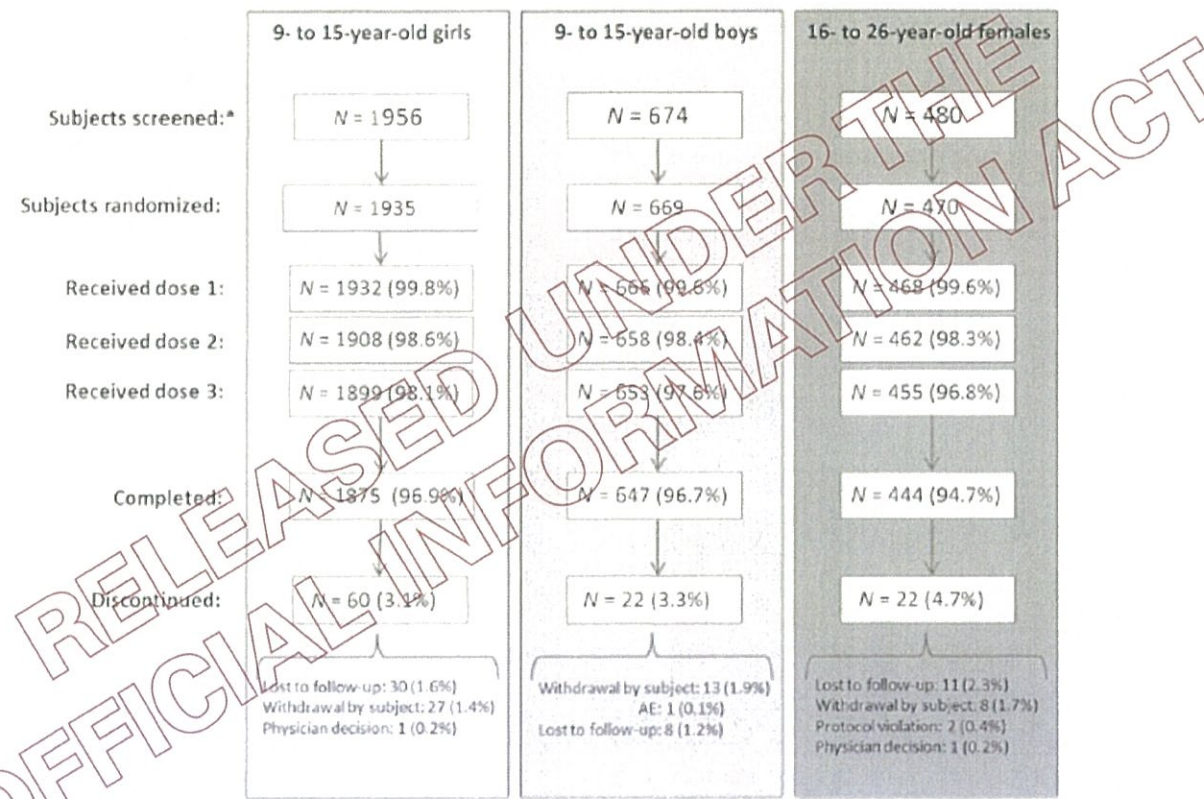 9- to 15-year-old girls
9- to 15-year-old boys
16- to 26-year-old females
Subjects screened:ª N = 1956 N = 674 N = 480
Subjects randomized: N = 1935 N = 669 N = 470
Received dose 1: N = 1932 (99.8%) N = 666 (99.6%) N = 468 (99.6%)
Received dose 2: N = 1908 (98.6%) N = 658 (98.4%) N = 462 (98.3%)
Received dose 3: N = 1899 (98.1%) N = 653 (97.6%) N = 455 (96.8%)
Completed: N = 1875 (96.9%) N = 647 (96.7%) N = 444 (94.7%)
Discontinued: N = 60 (3.1%) N = 22 (3.3%) N = 22 (4.7%)
Lost to follow-up: 30 (1.6%)
Withdrawal by subject: 27 (1.4%)
Physician decision: 1 (0.2%)
Withdrawal by subject: 13 (1.9%)
AE: 1 (0.1%)
Lost to follow-up: 8 (1.2%)
Lost to follow-up: 11 (2.3%)
Withdrawal by subject: 8 (1.7%)
Protocol violation: 2 (0.4%)
Physician decision: 1 (0.2%)
RELEASED UNDER THE
OFFICIAL INFORMATION ACT